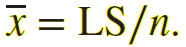 x̅ = LS/n.